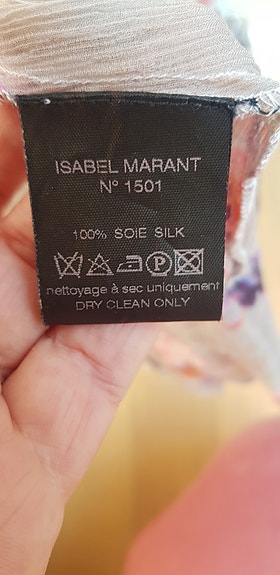 ISABEL MARANT
N° 1501
100% SOIE SILK
P
nettoyage à sec uniquement
DRY CLEAN ONLY